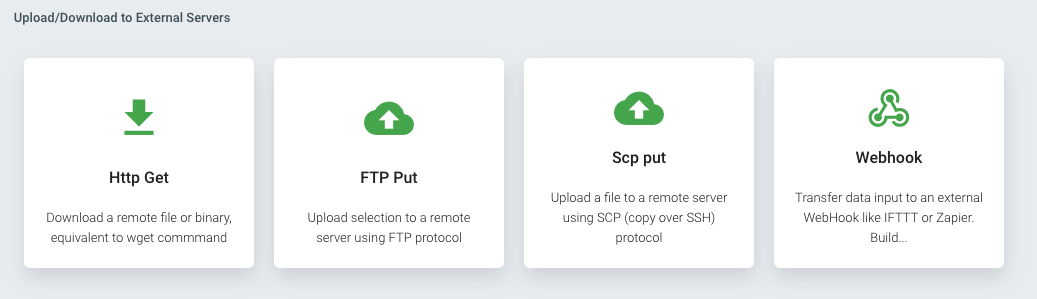 Upload/Download to External Servers
Http Get
Download a remote file or binary,
equivalent to wget commmand
FTP Put
Upload selection to a remote
server using FTP protocol
Scp put
Upload a file to a remote server
using SCP (copy over SSH)
protocol
Webhook
Transfer data input to an external
WebHook like IFTTT or Zapier.
Build...